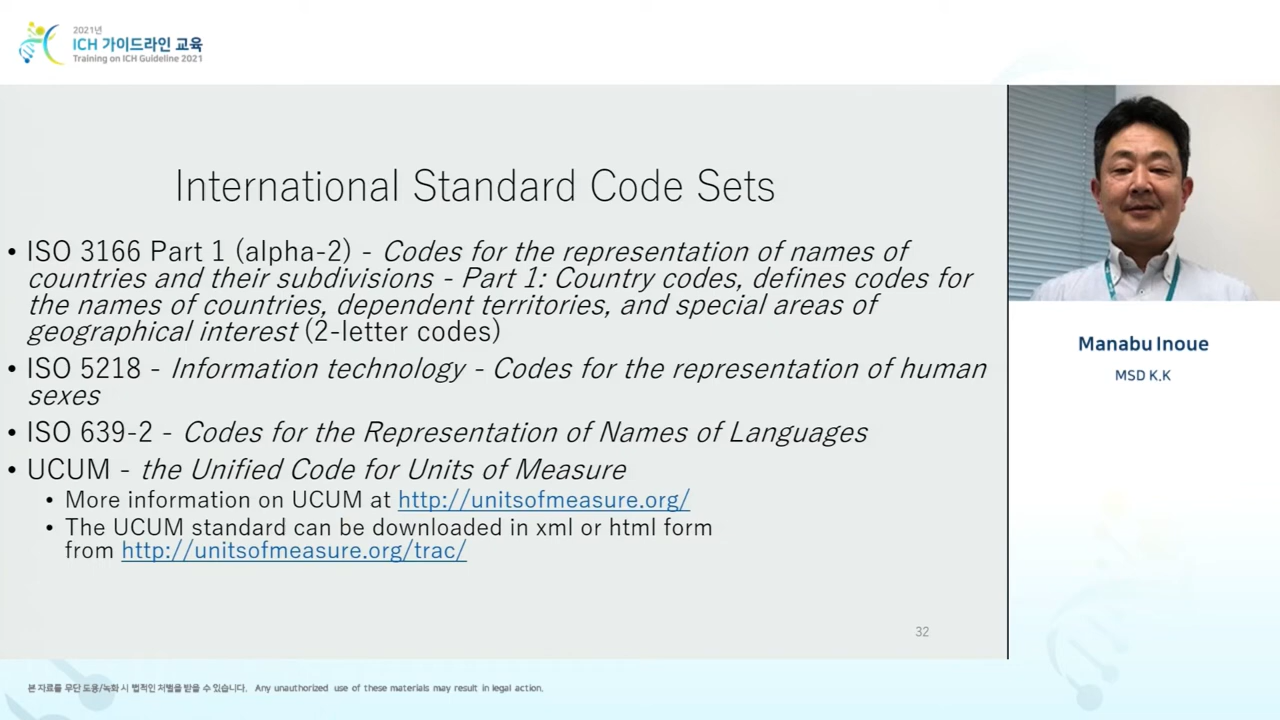 2021년
ICH 가이드라인 교육
Training on ICH Guideline 2021
International Standard Code Sets
• ISO 3166 Part 1 (alpha-2) - Codes for the representation of names of
countries and their subdivisions - Part 1: Country codes, defines codes for
the names of countries, dependent territories, and special areas of
geographical interest (2-letter codes)
• ISO 5218 - Information technology - Codes for the representation of human
sexes
• ISO 639-2 - Codes for the Representation of Names of Languages
• UCUM - the Unified Code for Units of Measure
• More information on UCUM at http://unitsofmeasure.org/
• The UCUM standard can be downloaded in xml or html form
from http://unitsofmeasure.org/trac/
32
Manabu Inoue
MSD K.K
본 자료를 무단 도용/녹화 시 법적인 처벌을 받을 수 있습니다. Any unauthorized use of these materials may result in legal action.